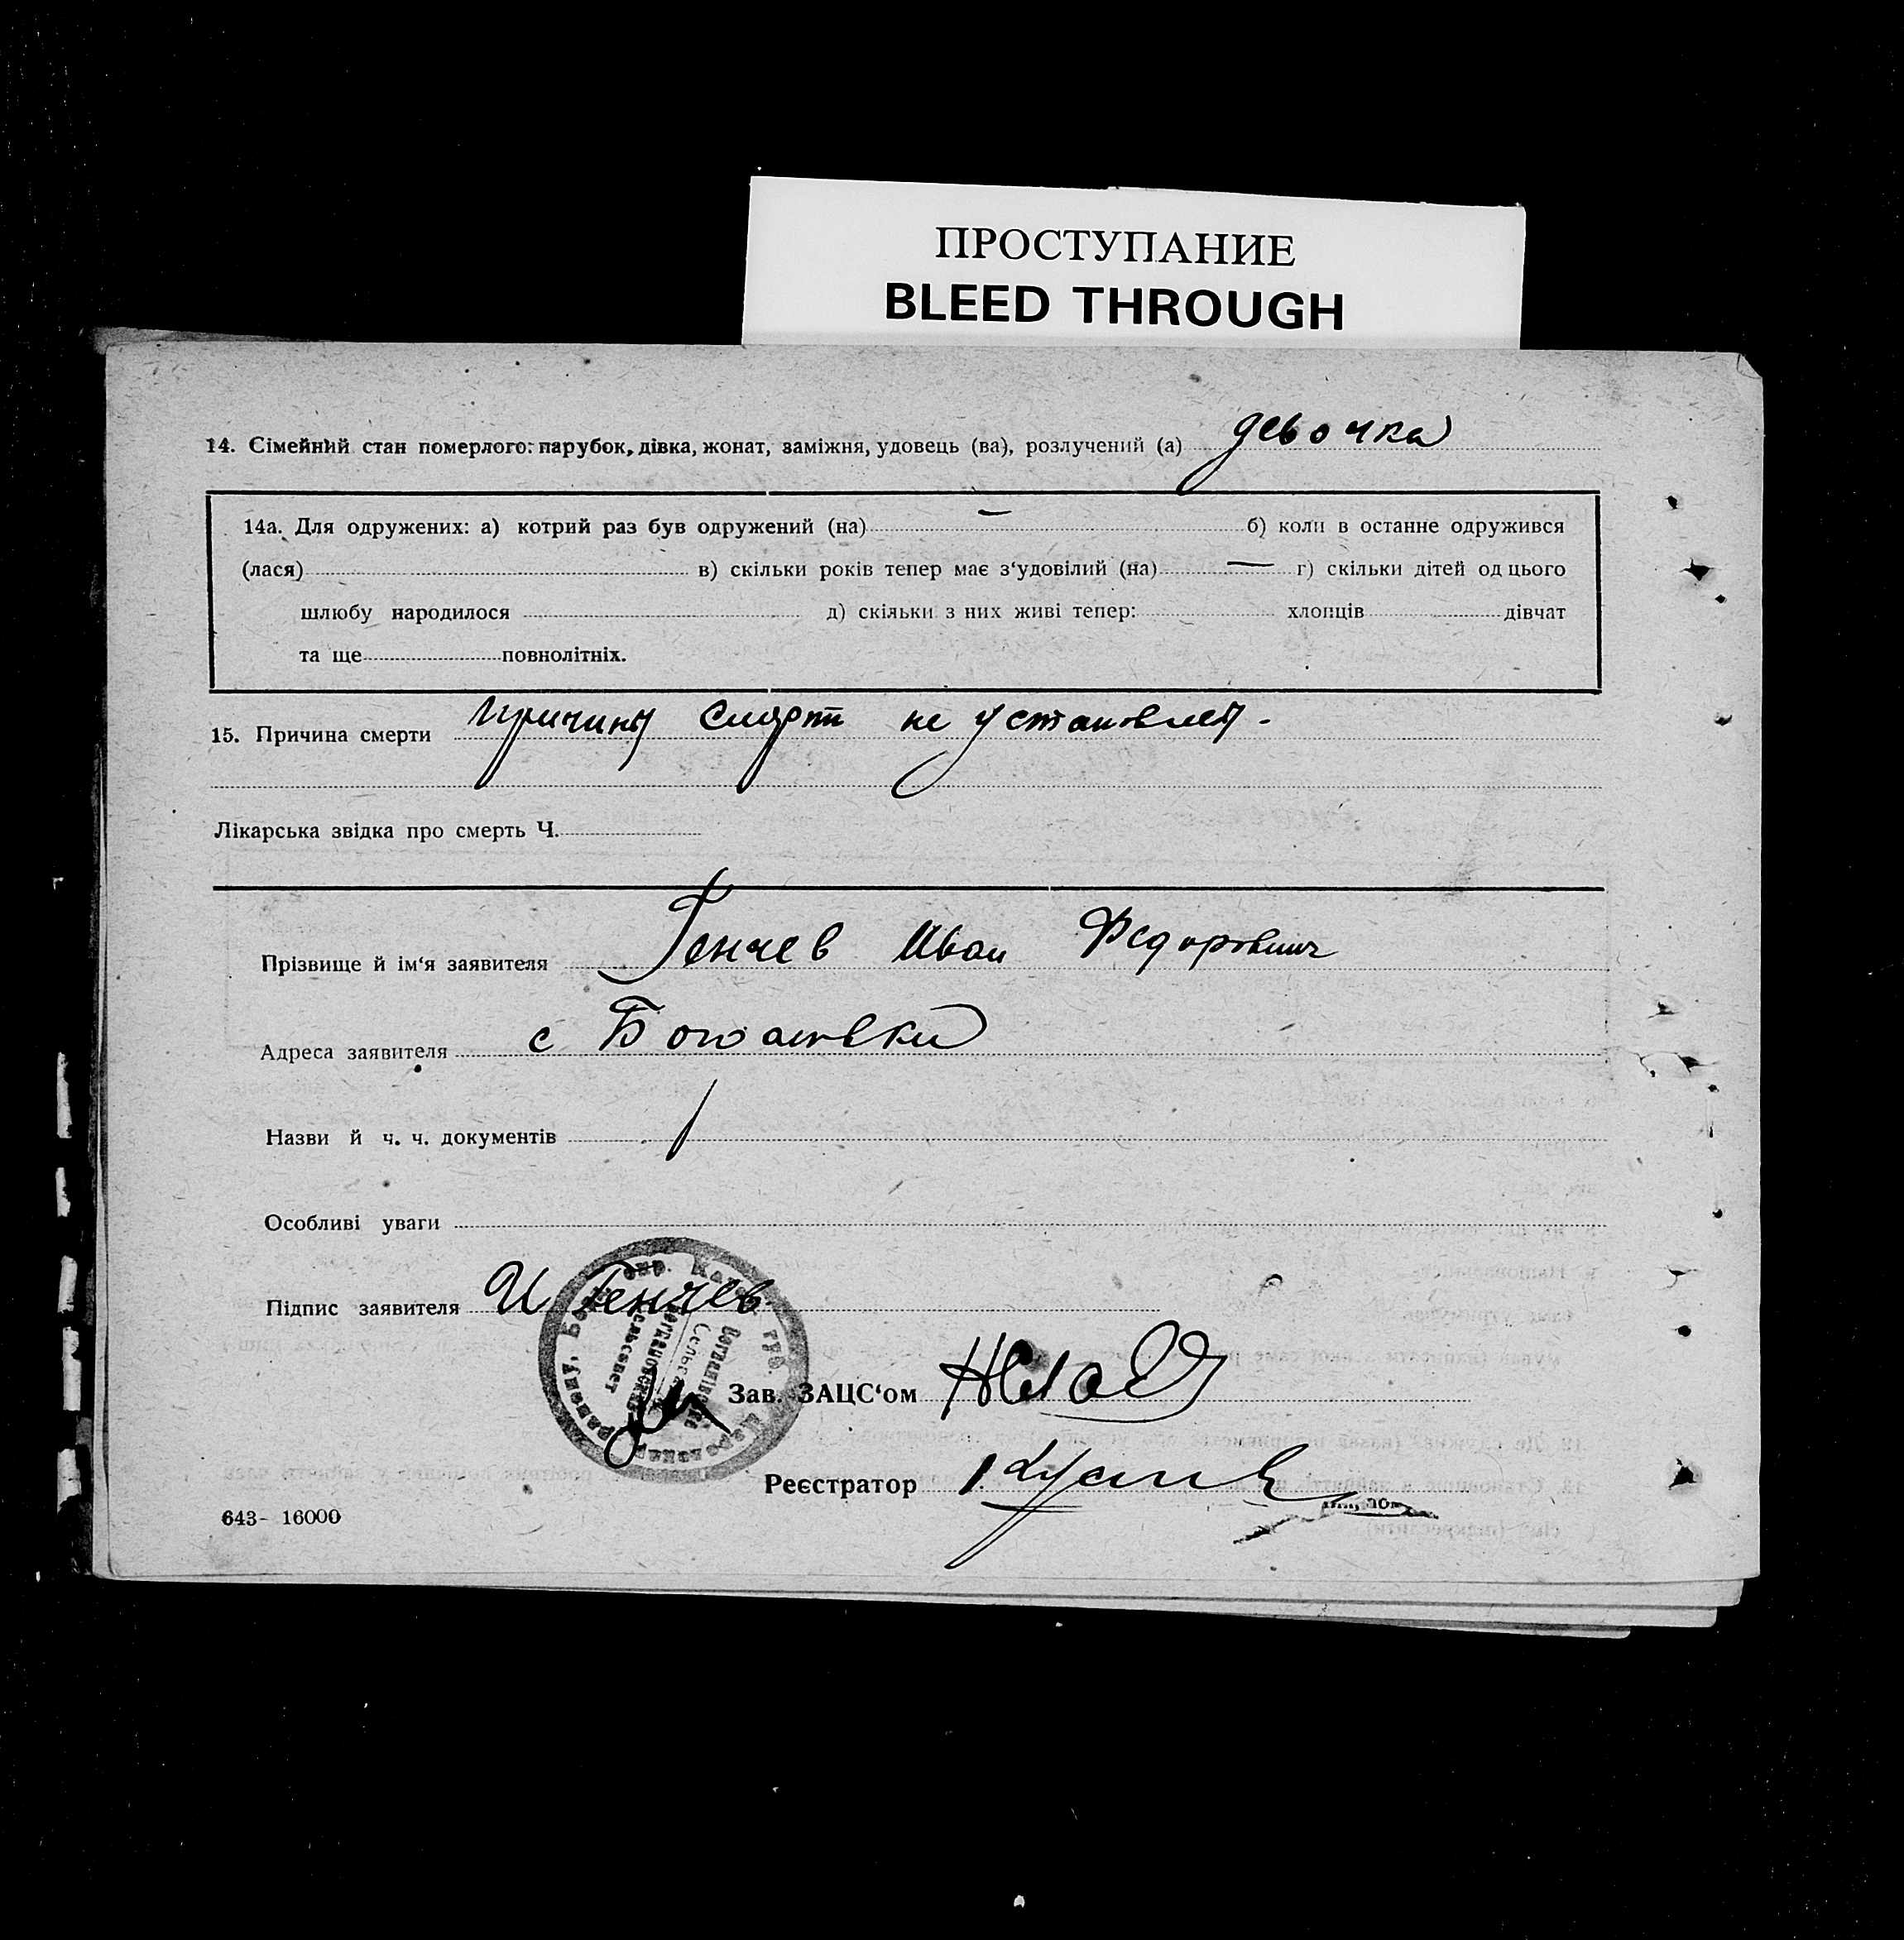 ПРОСТУПАНИЕ
BLEED THROUGH
14. Сімейний стан померлого: парубок, дівка, жонат, заміжня, удовець (ва), розлучений (а) девочка
14а. Для одружених: а) котрий раз був одружений (на) — б) коли в останне одружився
(лася) в) скільки років тепер має з‘удовілий (на) — г) скільки дітей од цього
шлюбу народилося д) скільки з них живі тепер: хлопців дівчат
та ще повнолітніх.
15. Причина смерти причина смерти не установлен -
Лікарська звідка про смерть Ч.
Прізвище й ім‘я заявителя Генчев Иван Федорович
Адреса заявителя с
Назви й ч. ч. документів
Особливі уваги
Підпис заявителя И Генчев
Зав. ЗАЦС‘ом
Реєстратор
643- 16000